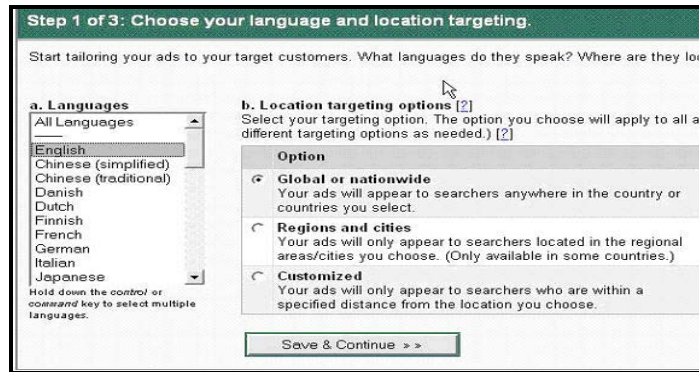 Step 1 of 3: Choose your language and location targeting.
Start tailoring your ads to your target customers. What languages do they speak? Where are they
a. Languages
All Languages
English
Chinese (simplified)
Chinese (traditional)
Danish
Dutch
Finnish
French
German
Italian
Japanese
Hold down the control or
command key to select multiple
languages.
b. Location targeting options [?]
Select your targeting option. The option you choose will apply to all
different targeting options as needed.) [?]
Option
Global or nationwide
Your ads will appear to searchers anywhere in the country or
countries you select.
Regions and cities
Your ads will only appear to searchers located in the regional
areas/cities you choose. (Only available in some countries.)
Customized
Your ads will only appear to searchers who are within a
specified distance from the location you choose.
Save & Continue » »